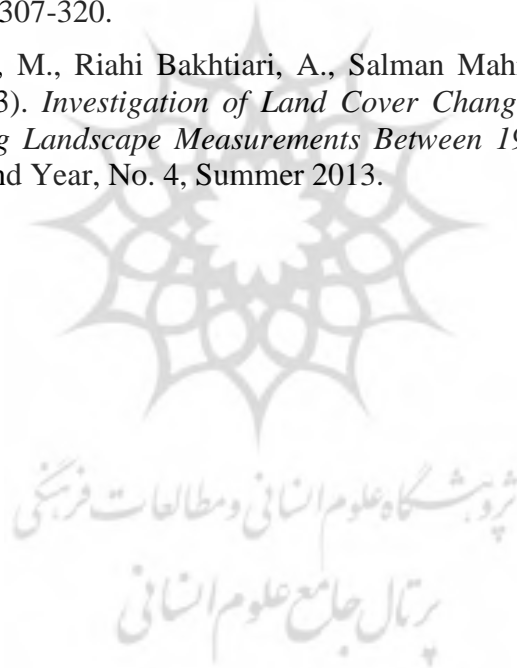 307-320.
, M., Riahi Bakhtiari, A., Salman Mah
3). Investigation of Land Cover Chang
g Landscape Measurements Between 19
nd Year, No. 4, Summer 2013.
پژوهشگاه علوم انسانی و مطالعات فرهنگی
پرتال جامع علوم انسانی